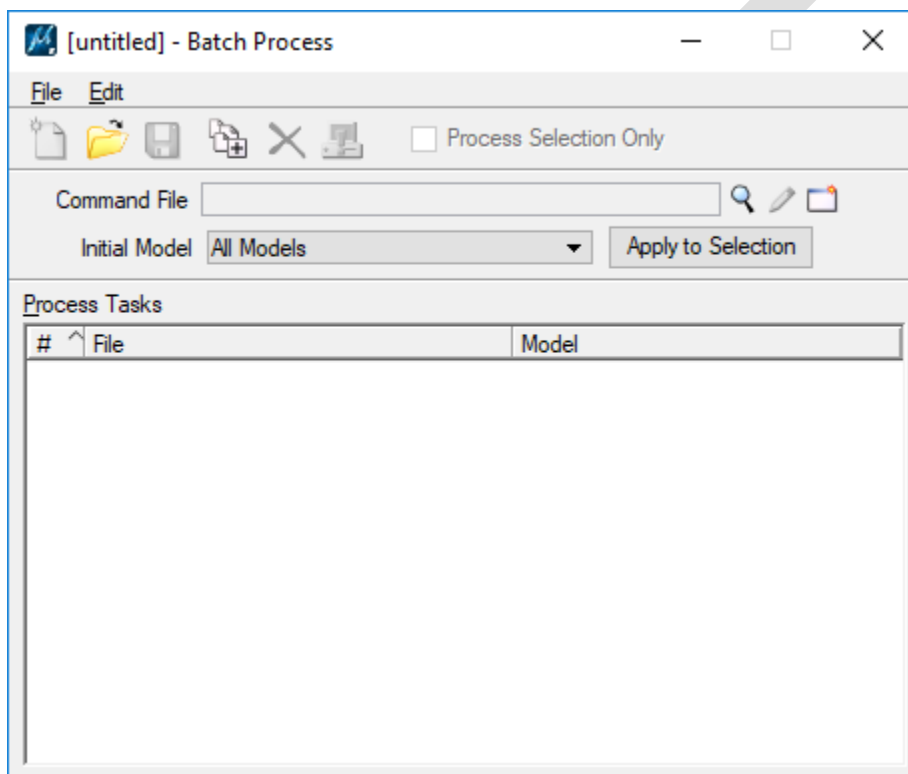 [untitled] - Batch Process
File Edit
Process Selection Only
Command File
Initial Model All Models Apply to Selection
Process Tasks
# File Model